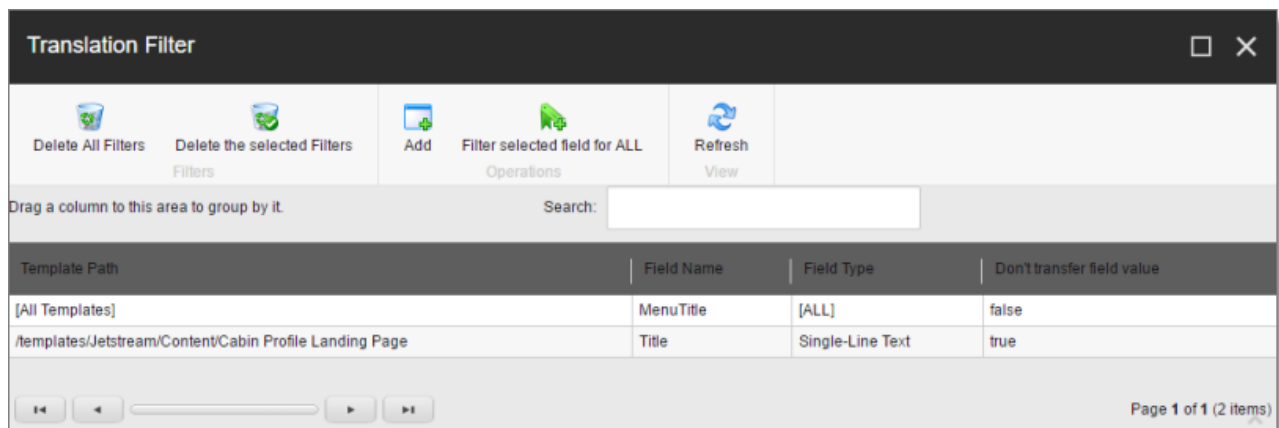 Translation Filter
Delete All Filters Delete the selected Filters Add Filter selected field for ALL Refresh
Filters Operations View
Drag a column to this area to group by it. Search:
Template Path Field Name Field Type Don't transfer field value
[All Templates] MenuTitle [ALL] false
/templates/Jetstream/Content/Cabin Profile Landing Page Title Single-Line Text true
Page 1 of 1 (2 items)